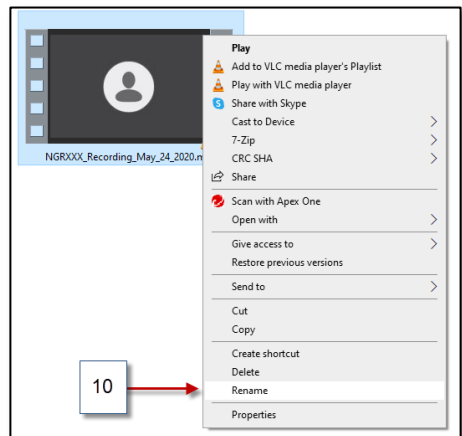 Play
Add to VLC media player's Playlist
Play with VLC media player
Share with Skype
Cast to Device
7-Zip
CRC SHA
Share
Scan with Apex One
Open with
Give access to
Restore previous versions
Send to
Cut
Copy
Create shortcut
Delete
Rename
Properties
NGRXXX_Recording_May_24_2020.m
10